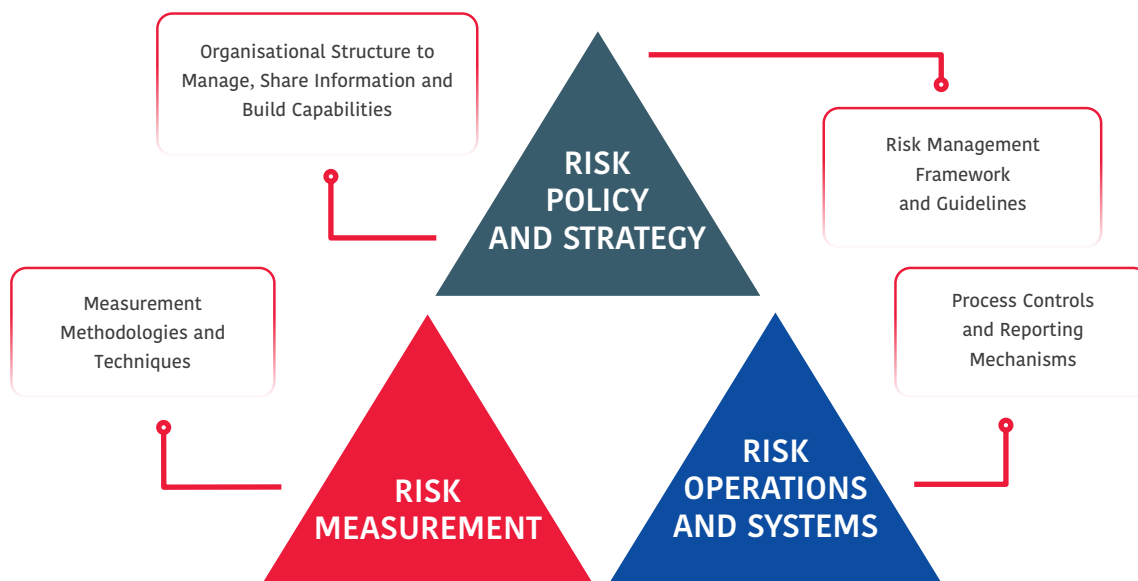 Organisational Structure to
Manage, Share Information and
Build Capabilities
RISK
POLICY
AND STRATEGY
Risk Management
Framework
and Guidelines
Measurement
Methodologies and
Techniques
Process Controls
and Reporting
Mechanisms
RISK
MEASUREMENT
RISK
OPERATIONS
AND SYSTEMS